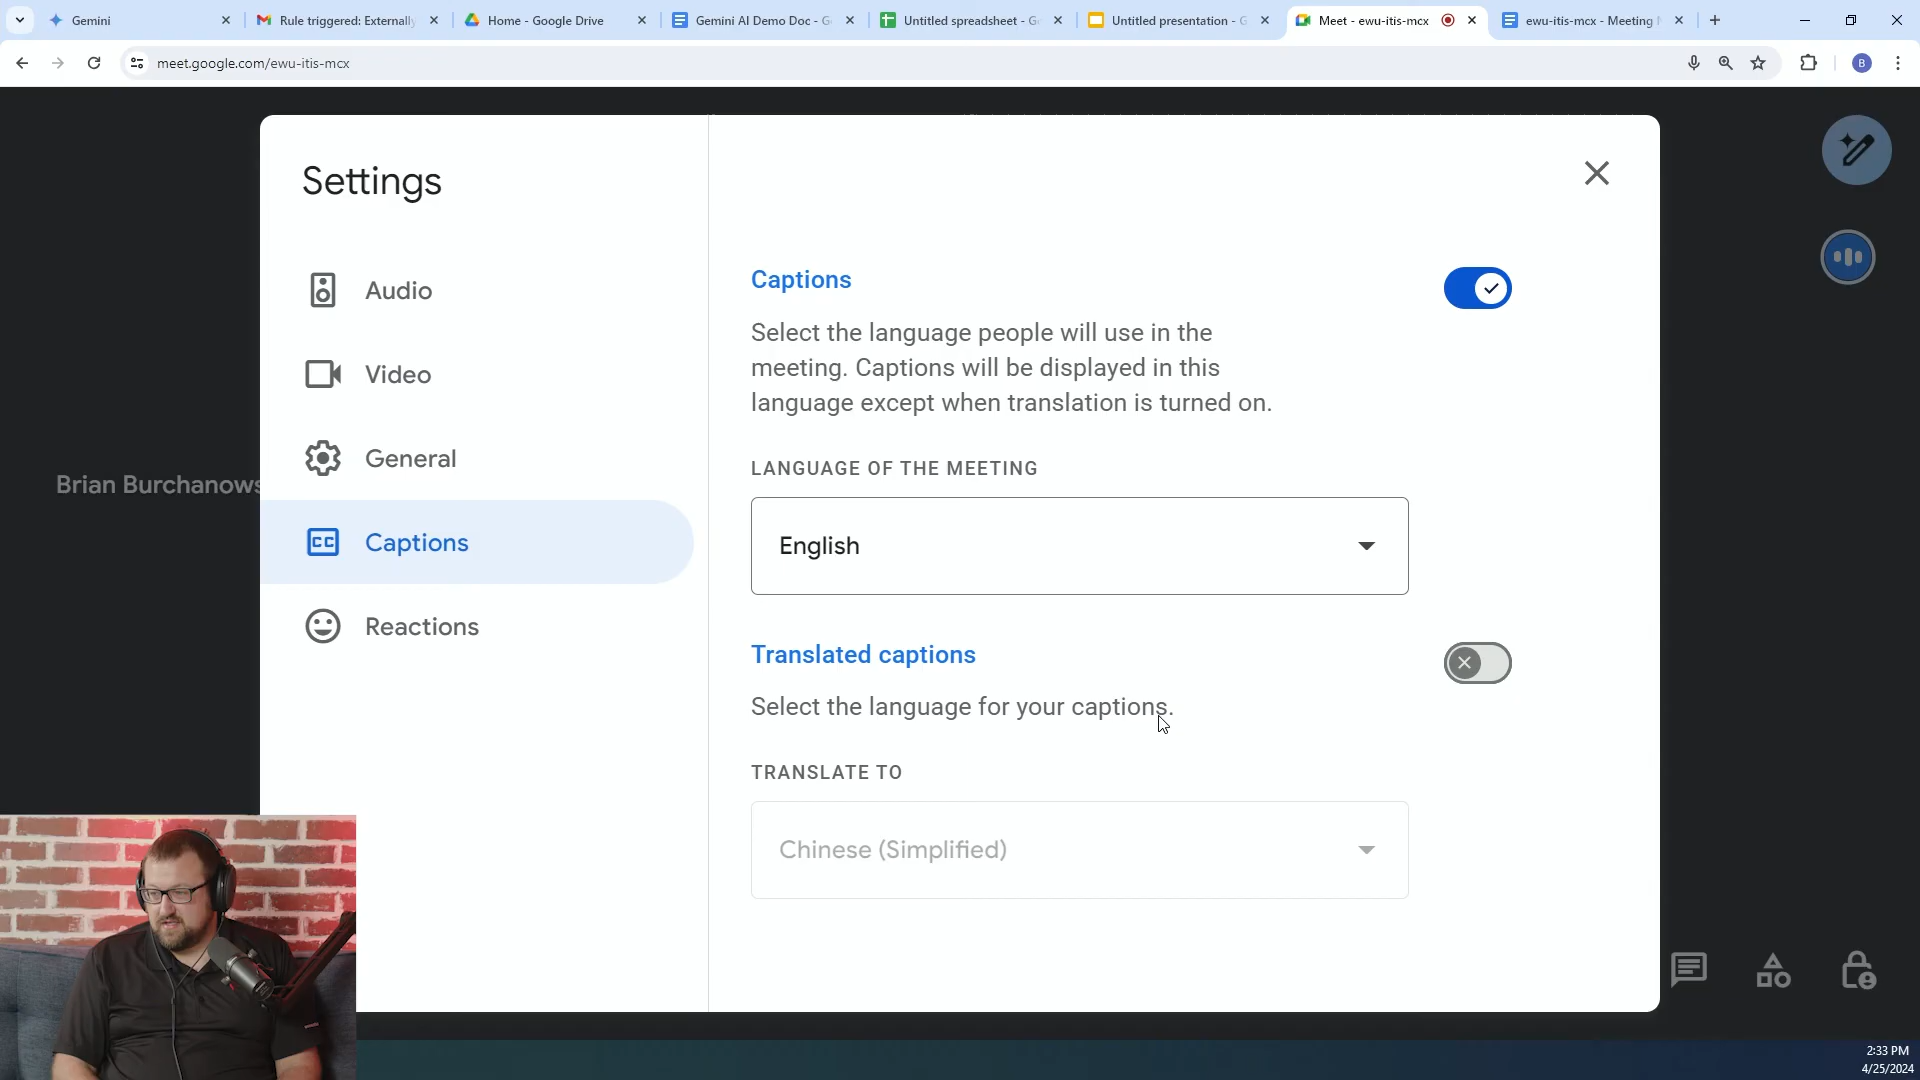 Gemini
Rule triggered: Externally
Home - Google Drive
Gemini AI Demo Doc - G
Untitled spreadsheet - G
Untitled presentation - G
Meet - ewu-itis-mcx
ewu-itis-mcx - Meeting
meet.google.com/ewu-itis-mcx
B
Settings
Audio
Video
General
Captions
Reactions
Brian Burchanows
Captions
Select the language people will use in the
meeting. Captions will be displayed in this
language except when translation is turned on.
LANGUAGE OF THE MEETING
English
Translated captions
Select the language for your captions.
TRANSLATE TO
Chinese (Simplified)
2:33 PM
4/25/2024